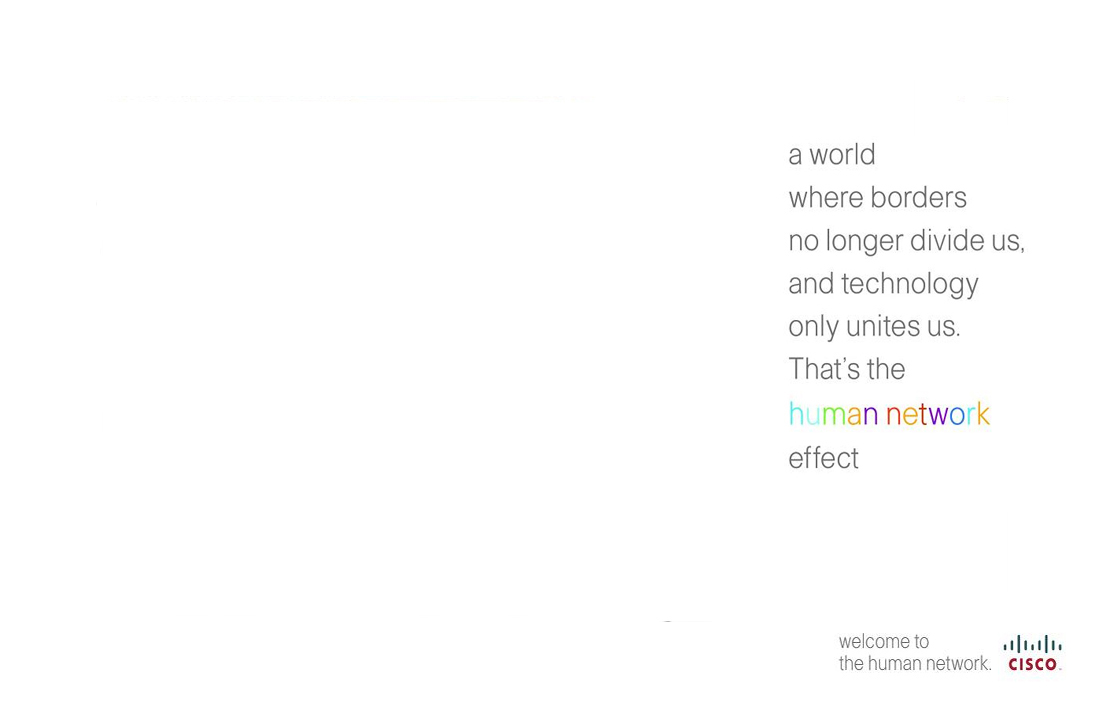 a world
where borders
no longer divide us,
and technology
only unites us.
That's the
human network
effect
welcome to
the human network.
CISCO